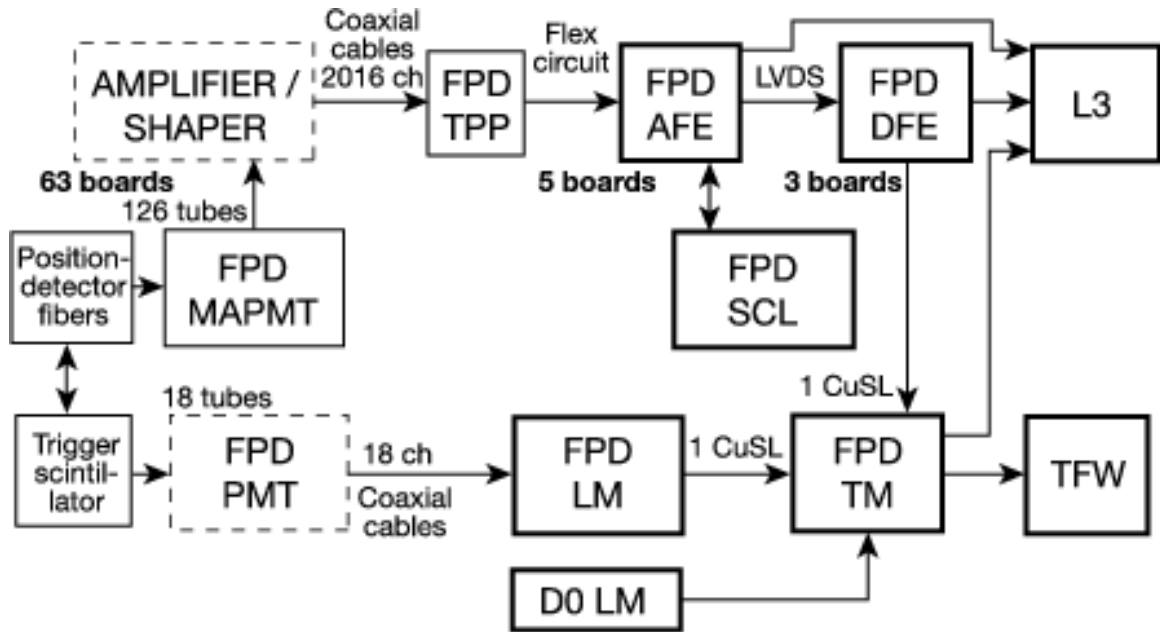 Coaxial
cables
2016 ch
Flex
circuit
AMPLIFIER /
SHAPER
FPD
TPP
FPD
AFE
LVDS
FPD
DFE
L3
63 boards
5 boards
3 boards
126 tubes
Position-
detector
fibers
FPD
MAPMT
FPD
SCL
18 tubes
1 CuSL
Trigger
scintil-
lator
FPD
PMT
18 ch
Coaxial
cables
FPD
LM
1 CuSL
FPD
TM
TFW
D0 LM